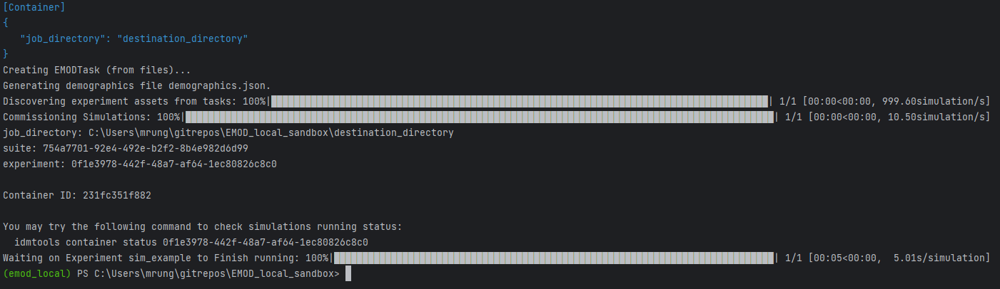 [Container]
{
   "job_directory": "destination_directory"
}
Creating EMODTask (from files)...
Generating demographics file demographics.json.
Discovering experiment assets from tasks: 100%|██████████| 1/1 [00:00<00:00, 999.60simulation/s]
Commissioning Simulations: 100%|██████████| 1/1 [00:00<00:00, 10.50simulation/s]
job_directory: C:\Users\mrung\gitrepos\EMOD_local_sandbox\destination_directory
suite: 754a7701-92e4-492e-b2f2-8b4e982d6d99
experiment: 0f1e3978-442f-48a7-af64-1ec80826c8c0

Container ID: 231fc351f882

You may try the following command to check simulations running status:
  idmtools container status 0f1e3978-442f-48a7-af64-1ec80826c8c0
Waiting on Experiment sim_example to Finish running: 100%|██████████| 1/1 [00:05<00:00,  5.01s/simulation]
(emod_local) PS C:\Users\mrung\gitrepos\EMOD_local_sandbox>